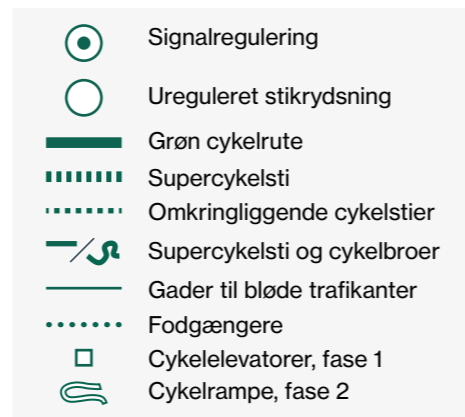 Signalregulering
Ureguleret stikrydsning
Grøn cykelrute
Supercykelsti
Omkringliggende cykelstier
Supercykelsti og cykelbroer
Gader til bløde trafikanter
Fodgængere
Cykelelevatorer, fase 1
Cykelrampe, fase 2